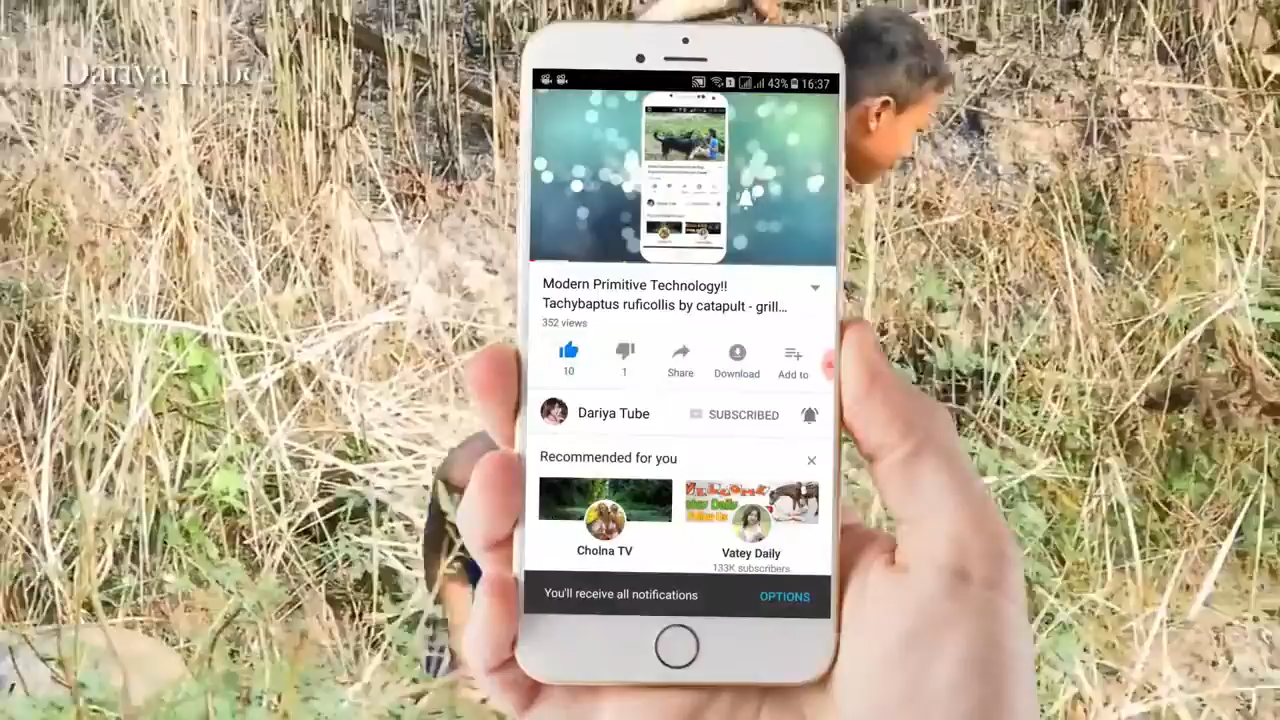 Dariya Tube
1 43% 16:37
Modern Primitive Technology!!
Tachybaptus ruficollis by catapult - grill...
352 views
10 1 Share Download Add to
Dariya Tube SUBSCRIBED
Recommended for you
Cholna TV Vatey Daily
133K subscribers
You'll receive all notifications OPTIONS